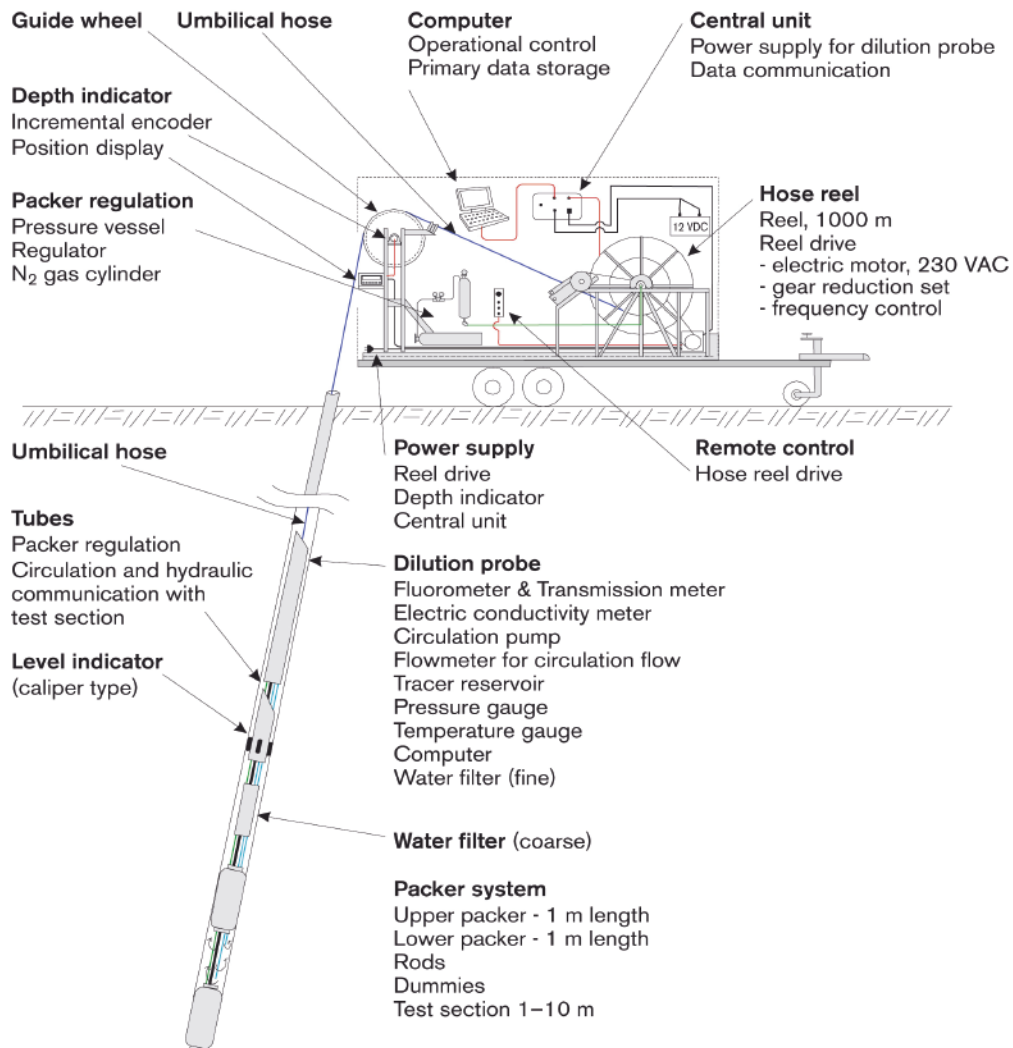 Guide wheel
Umbilical hose
Computer
Operational control
Primary data storage
Central unit
Power supply for dilution probe
Data communication
Depth indicator
Incremental encoder
Position display
Packer regulation
Pressure vessel
Regulator
N₂ gas cylinder
12 VDC
Hose reel
Reel, 1000 m
Reel drive
- electric motor, 230 VAC
- gear reduction set
- frequency control
Umbilical hose
Power supply
Reel drive
Depth indicator
Central unit
Remote control
Hose reel drive
Tubes
Packer regulation
Circulation and hydraulic
communication with
test section
Level indicator
(caliper type)
Dilution probe
Fluorometer & Transmission meter
Electric conductivity meter
Circulation pump
Flowmeter for circulation flow
Tracer reservoir
Pressure gauge
Temperature gauge
Computer
Water filter (fine)
Water filter (coarse)
Packer system
Upper packer - 1 m length
Lower packer - 1 m length
Rods
Dummies
Test section 1–10 m